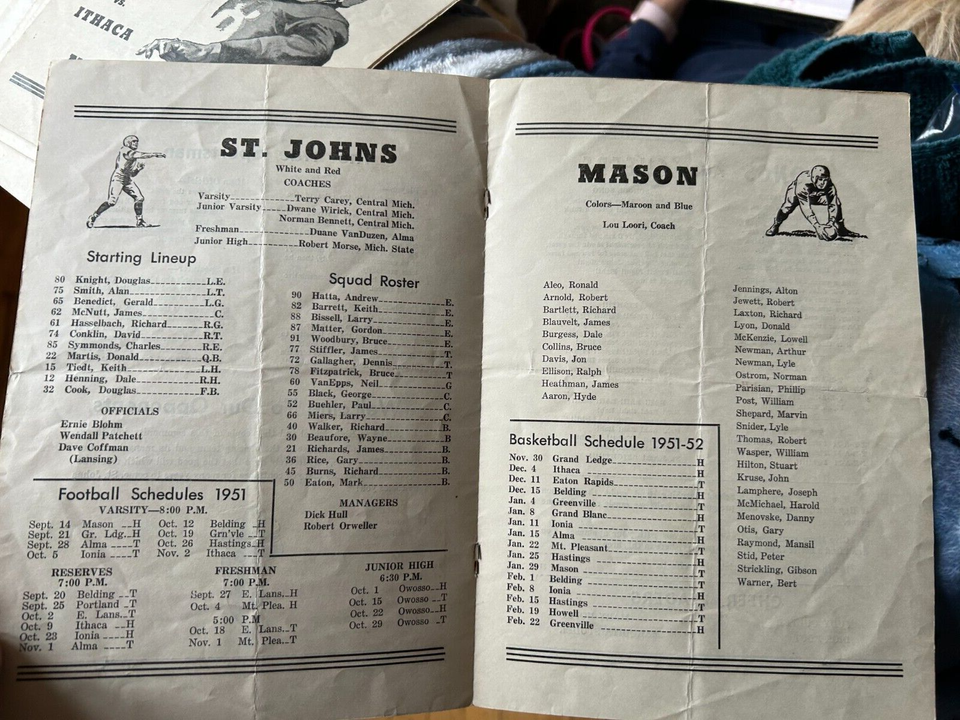 vs.
ITHACA
ST. JOHNS
White and Red
COACHES
Varsity Terry Carey, Central Mich.
Junior Varsity Dwane Wirick, Central Mich.
Norman Bennett, Central Mich.
Freshman Duane VanDuzen, Alma
Junior High Robert Morse, Mich. State
Starting Lineup
80 Knight, Douglas L.E.
75 Smith, Alan L.T.
65 Benedict, Gerald L.G.
62 McNutt, James C.
61 Hasselbach, Richard R.G.
74 Conklin, David R.T.
85 Symmonds, Charles R.E.
22 Martis, Donald Q.B.
15 Tiedt, Keith L.H.
12 Henning, Dale R.H.
32 Cook, Douglas F.B.
OFFICIALS
Ernie Blohm
Wendall Patchett
Dave Coffman
(Lansing)
Squad Roster
90 Hatta, Andrew E.
82 Barrett, Keith E.
88 Bissell, Larry E.
87 Matter, Gordon E.
91 Woodbury, Bruce E.
77 Stiffler, James T.
72 Gallagher, Dennis T.
78 Fitzpatrick, Bruce T
60 VanEpps, Neil G
55 Black, George C.
52 Buehler, Paul C.
66 Miers, Larry C.
40 Walker, Richard B.
30 Beaufore, Wayne B
21 Richards, James B.
36 Rice, Gary B.
45 Burns, Richard B.
50 Eaton, Mark B.
MANAGERS
Dick Hull
Robert Orweller
Football Schedules 1951
VARSITY—8:00 P.M.
Sept. 14 Mason H Oct. 12 Belding H
Sept. 21 Gr. Ldg. H Oct. 19 Grn'vle T
Sept. 28 Alma T Oct. 26 Hastings H
Oct. 5 Ionia T Nov. 2 Ithaca T
RESERVES
7:00 P.M.
Sept. 20 Belding T
Sept. 25 Portland T
Oct. 2 E. Lans. H
Oct. 9 Ithaca H
Oct. 23 Ionia H
Nov. 1 Alma T
FRESHMAN
7:00 P.M.
Sept. 27 E. Lans. H
Oct. 4 Mt. Plea. H
5:00 P.M
Oct. 18 E. Lans. T
Nov. 1 Mt. Plea. T
JUNIOR HIGH
6:30 P.M.
Oct. 1 Owosso H
Oct. 15 Owosso T
Oct. 22 Owosso H
Oct. 29 Owosso T
MASON
Colors—Maroon and Blue
Lou Loori, Coach
Aleo, Ronald
Arnold, Robert
Bartlett, Richard
Blauvelt, James
Burgess, Dale
Collins, Bruce
Davis, Jon
Ellison, Ralph
Heathman, James
Aaron, Hyde
Jennings, Alton
Jewett, Robert
Laxton, Richard
Lyon, Donald
McKenzie, Lowell
Newman, Arthur
Newman, Lyle
Ostrom, Norman
Parisian, Phillip
Post, William
Shepard, Marvin
Snider, Lyle
Thomas, Robert
Wasper, William
Hilton, Stuart
Kruse, John
Lamphere, Joseph
McMichael, Harold
Menovske, Danny
Otis, Gary
Raymond, Mansil
Stid, Peter
Strickling, Gibson
Warner, Bert
Basketball Schedule 1951-52
Nov. 30 Grand Ledge H
Dec. 4 Ithaca H
Dec. 11 Eaton Rapids T
Dec. 15 Belding H
Jan. 4 Greenville T
Jan. 8 Grand Blanc H
Jan. 11 Ionia T
Jan. 15 Alma H
Jan. 22 Mt. Pleasant T
Jan. 25 Hastings H
Jan. 29 Mason T
Feb. 1 Belding T
Feb. 8 Ionia H
Feb. 15 Hastings T
Feb. 19 Howell T
Feb. 22 Greenville H